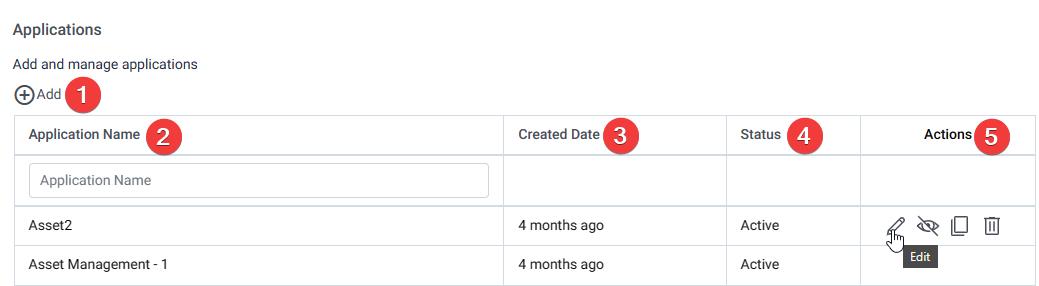 Applications
Add and manage applications
Add 1
Application Name 2 Created Date 3 Status 4 Actions 5
Application Name
Asset2 4 months ago Active
Edit
Asset Management - 1 4 months ago Active